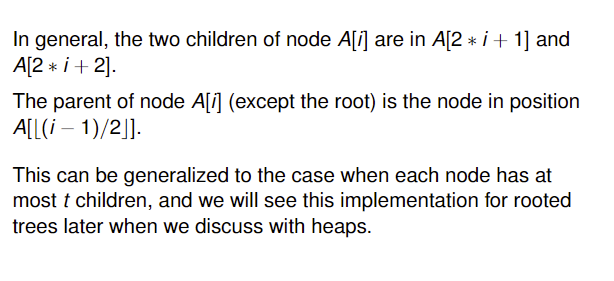 In general, the two children of node A[i] are in A[2 ∗ i + 1] and
A[2 ∗ i + 2].
The parent of node A[i] (except the root) is the node in position
A[⌊(i − 1)/2⌋].
This can be generalized to the case when each node has at
most t children, and we will see this implementation for rooted
trees later when we discuss with heaps.